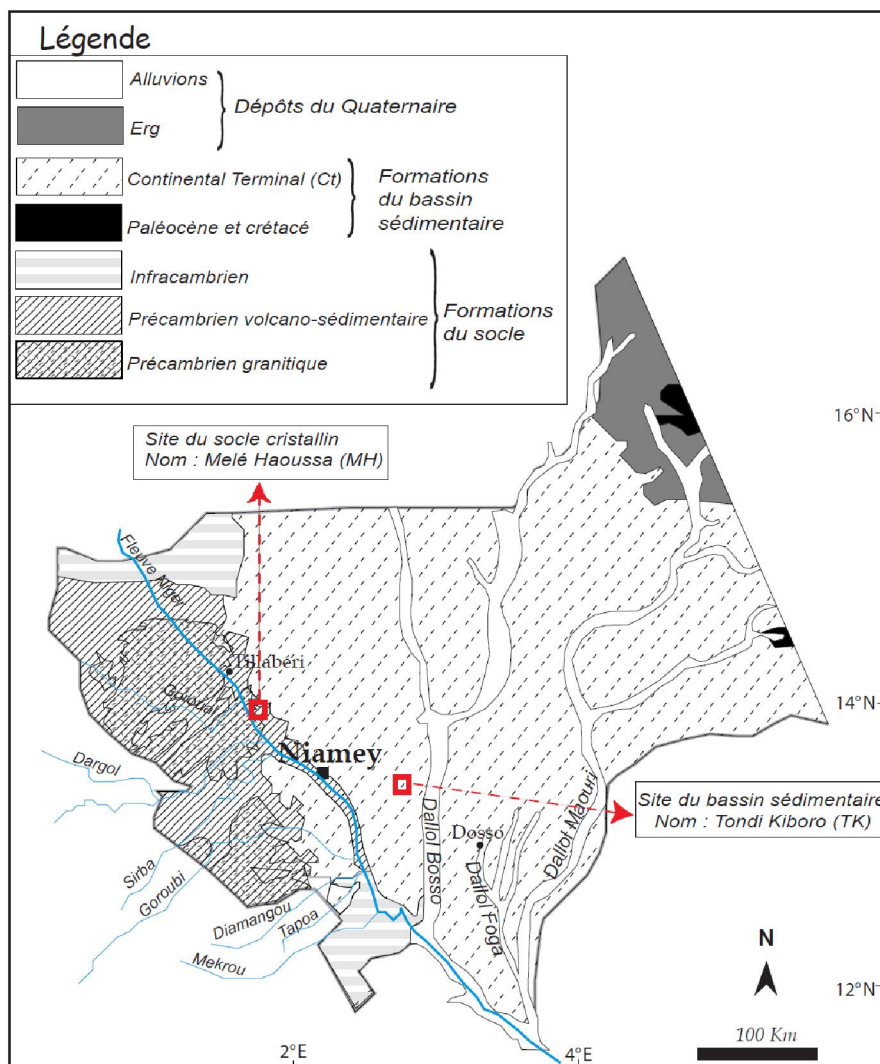 Légende
Alluvions
Erg
Dépôts du Quaternaire
Continental Terminal (Ct)
Paléocène et crétacé
Formations
du bassin
sédimentaire
Infracambrien
Précambrien volcano-sédimentaire
Précambrien granitique
Formations
du socle
Site du socle cristallin
Nom : Melé Haoussa (MH)
16°N
Fleuve Niger
Tillabéri
Goroual
14°N
Niamey
Dargol
Site du bassin sédimentaire
Nom : Tondi Kiboro (TK)
Dallol Bosso
Dosso
Dallol Maouri
Dallol Foga
Sirba
Goroubi
Diamangou
Tapoa
Mekrou
N
12°N
100 Km
2°E
4°E